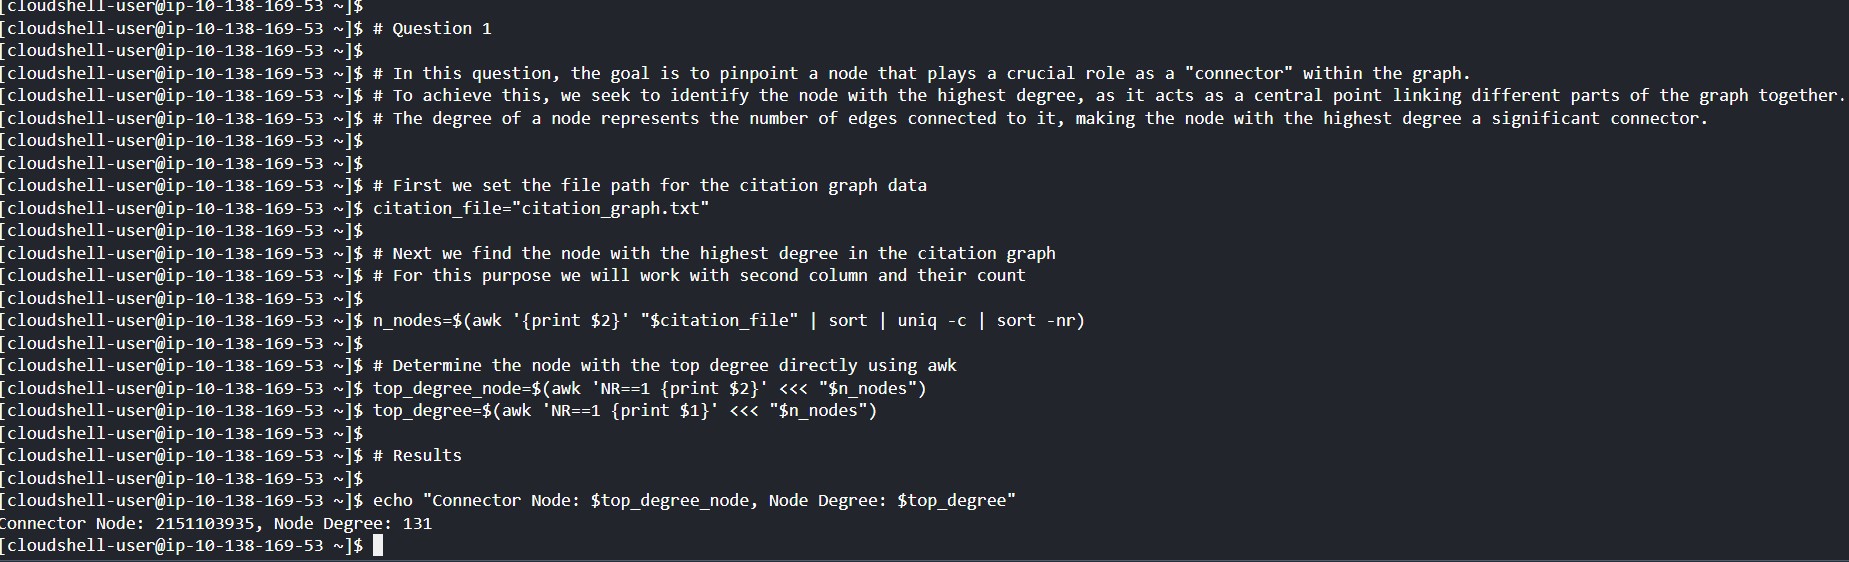 [cloudshell-user@ip-10-138-169-53 ~]$
[cloudshell-user@ip-10-138-169-53 ~]$ # Question 1
[cloudshell-user@ip-10-138-169-53 ~]$
[cloudshell-user@ip-10-138-169-53 ~]$ # In this question, the goal is to pinpoint a node that plays a crucial role as a "connector" within the graph.
[cloudshell-user@ip-10-138-169-53 ~]$ # To achieve this, we seek to identify the node with the highest degree, as it acts as a central point linking different parts of the graph together.
[cloudshell-user@ip-10-138-169-53 ~]$ # The degree of a node represents the number of edges connected to it, making the node with the highest degree a significant connector.
[cloudshell-user@ip-10-138-169-53 ~]$
[cloudshell-user@ip-10-138-169-53 ~]$
[cloudshell-user@ip-10-138-169-53 ~]$ # First we set the file path for the citation graph data
[cloudshell-user@ip-10-138-169-53 ~]$ citation_file="citation_graph.txt"
[cloudshell-user@ip-10-138-169-53 ~]$
[cloudshell-user@ip-10-138-169-53 ~]$ # Next we find the node with the highest degree in the citation graph
[cloudshell-user@ip-10-138-169-53 ~]$ # For this purpose we will work with second column and their count
[cloudshell-user@ip-10-138-169-53 ~]$
[cloudshell-user@ip-10-138-169-53 ~]$ n_nodes=$(awk '{print $2}' "$citation_file" | sort | uniq -c | sort -nr)
[cloudshell-user@ip-10-138-169-53 ~]$
[cloudshell-user@ip-10-138-169-53 ~]$ # Determine the node with the top degree directly using awk
[cloudshell-user@ip-10-138-169-53 ~]$ top_degree_node=$(awk 'NR==1 {print $2}' <<< "$n_nodes")
[cloudshell-user@ip-10-138-169-53 ~]$ top_degree=$(awk 'NR==1 {print $1}' <<< "$n_nodes")
[cloudshell-user@ip-10-138-169-53 ~]$
[cloudshell-user@ip-10-138-169-53 ~]$ # Results
[cloudshell-user@ip-10-138-169-53 ~]$
[cloudshell-user@ip-10-138-169-53 ~]$ echo "Connector Node: $top_degree_node, Node Degree: $top_degree"
Connector Node: 2151103935, Node Degree: 131
[cloudshell-user@ip-10-138-169-53 ~]$